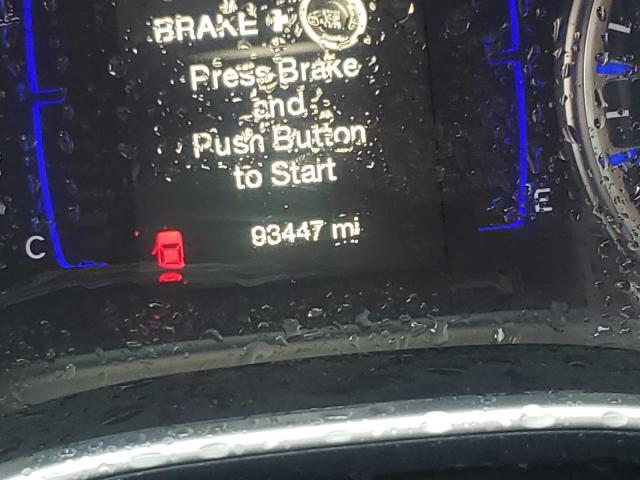 BRAKE +
Press Brake
and
Push Button
to Start
93447 mi
C
E